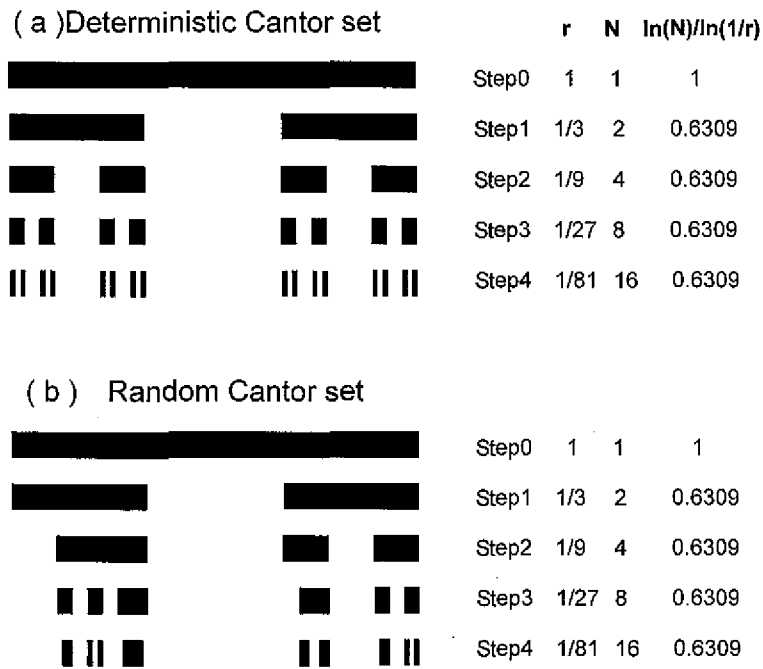 ( a )Deterministic Cantor set
r N ln(N)/ln(1/r)
Step0 1 1 1
Step1 1/3 2 0.6309
Step2 1/9 4 0.6309
Step3 1/27 8 0.6309
Step4 1/81 16 0.6309
( b ) Random Cantor set
Step0 1 1 1
Step1 1/3 2 0.6309
Step2 1/9 4 0.6309
Step3 1/27 8 0.6309
Step4 1/81 16 0.6309